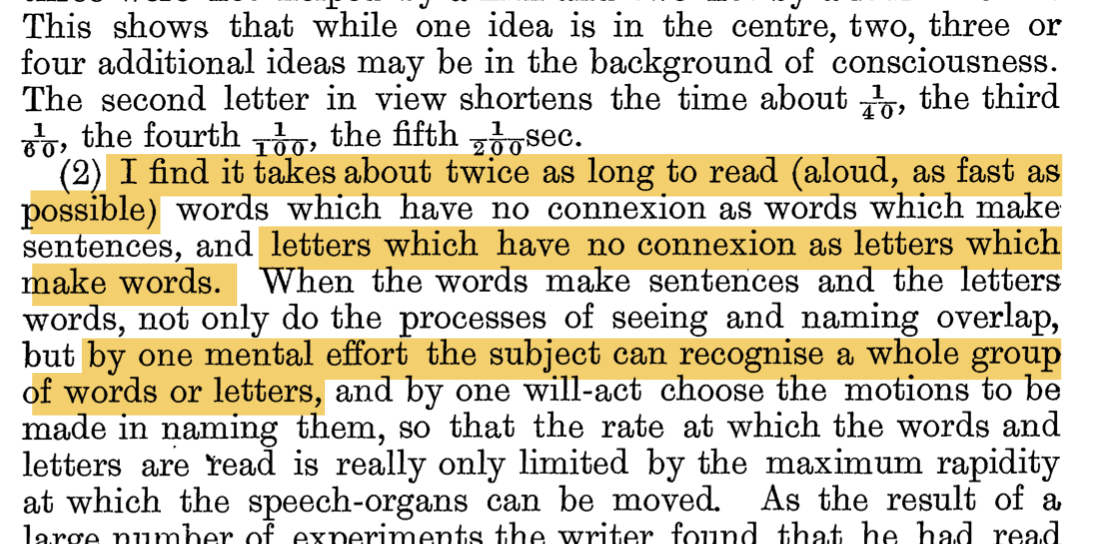 This shows that while one idea is in the centre, two, three or
four additional ideas may be in the background of consciousness.
The second letter in view shortens the time about 1/40, the third
1/60, the fourth 1/100, the fifth 1/200 sec.
(2) I find it takes about twice as long to read (aloud, as fast as
possible) words which have no connexion as words which make
sentences, and letters which have no connexion as letters which
make words. When the words make sentences and the letters
words, not only do the processes of seeing and naming overlap,
but by one mental effort the subject can recognise a whole group
of words or letters, and by one will-act choose the motions to be
made in naming them, so that the rate at which the words and
letters are read is really only limited by the maximum rapidity
at which the speech-organs can be moved. As the result of a
large number of experiments the writer found that he had read